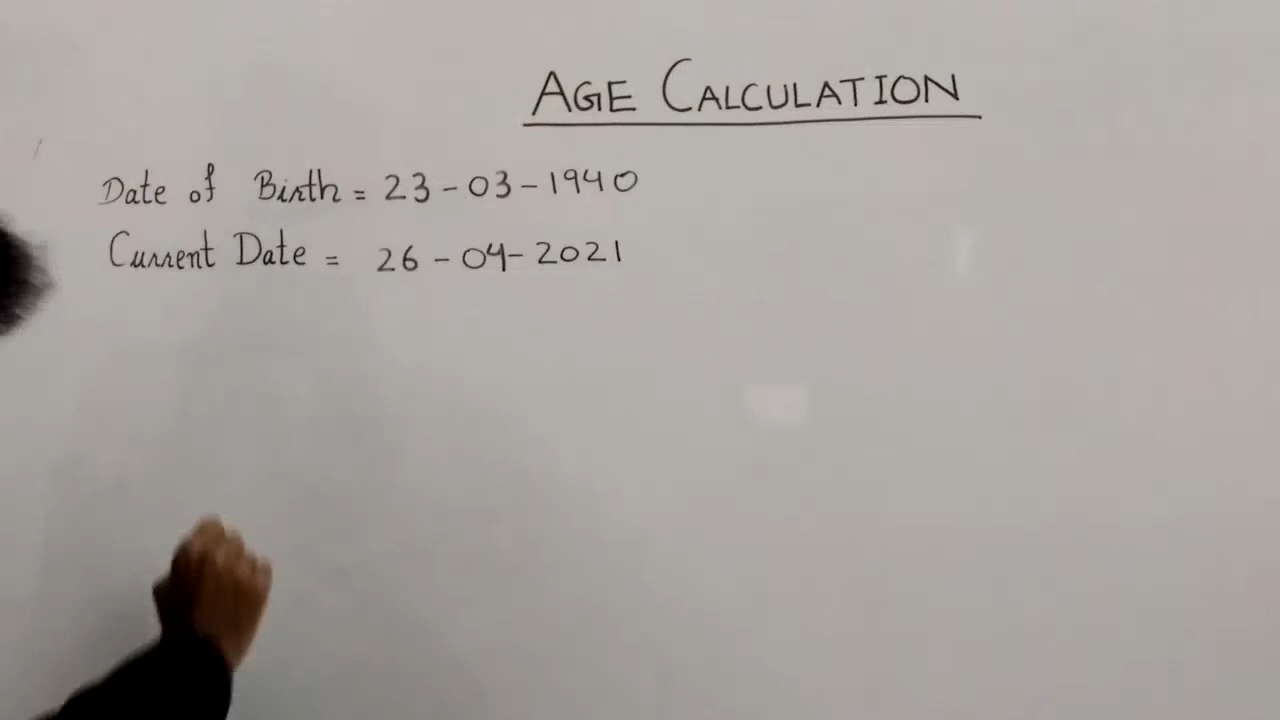 AGE CALCULATION
Date of Birth = 23-03-1940
Current Date = 26-04-2021